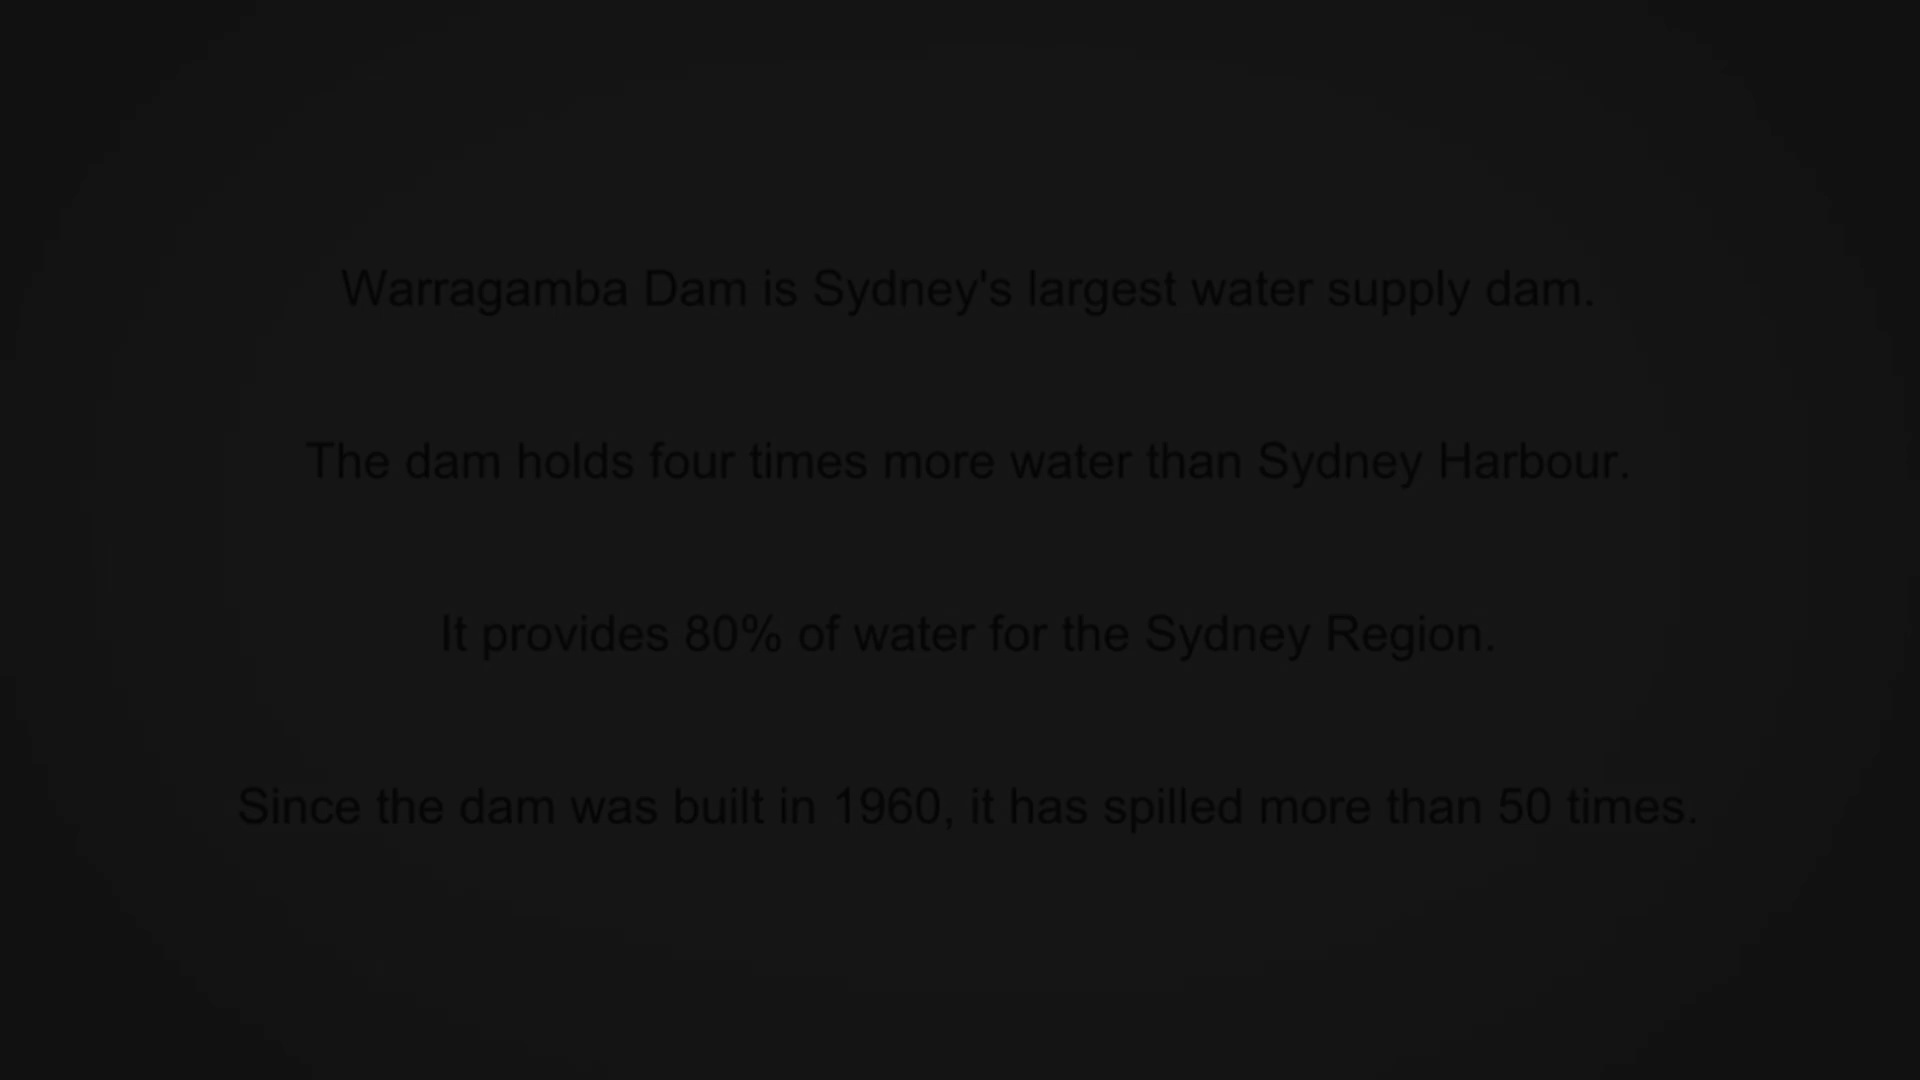 Warragamba Dam is Sydney's largest water supply dam.
The dam holds four times more water than Sydney Harbour.
It provides 80% of water for the Sydney Region.
Since the dam was built in 1960, it has spilled more than 50 times.